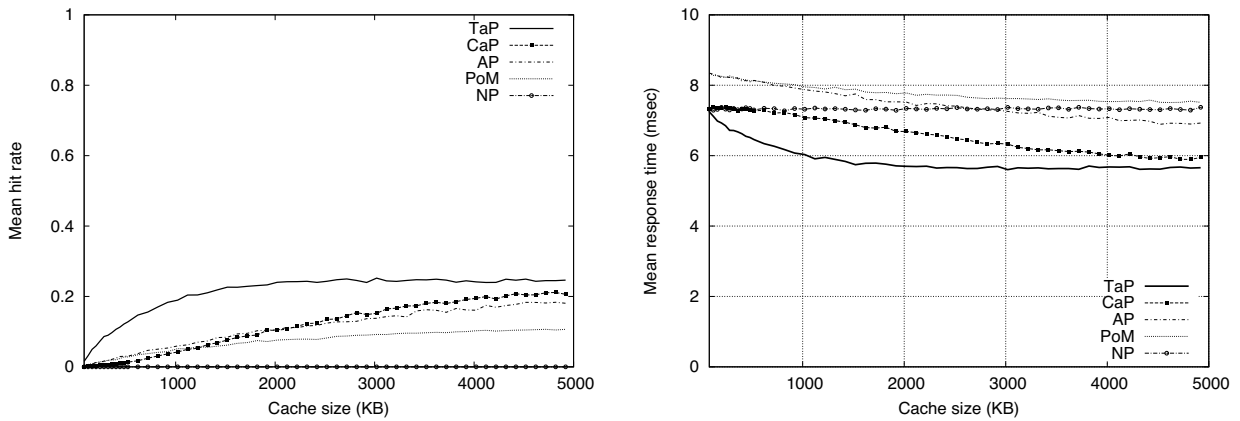 1
0.8
0.6
0.4
0.2
0
1000
2000
3000
4000
5000
Mean hit rate
Cache size (KB)
TaP
CaP
AP
PoM
NP
10
8
6
4
2
0
1000
2000
3000
4000
5000
Mean response time (msec)
Cache size (KB)
TaP
CaP
AP
PoM
NP